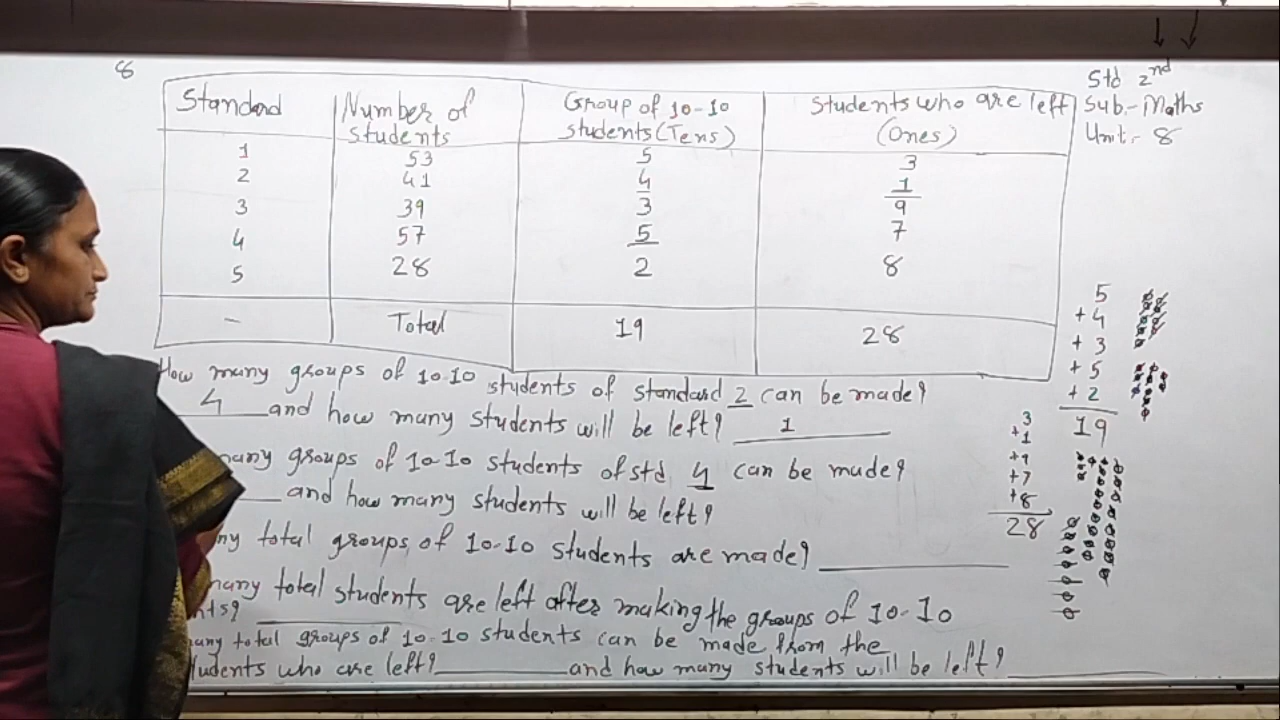 8
Std 2nd
Sub.- Maths
Unit:- 8
Standard Number of students Group of 10-10 students (Tens) Students who are left (Ones)
1 53 5 3
2 41 4 1
3 39 3 9
4 57 5 7
5 28 2 8
- Total 19 28
How many groups of 10-10 students of standard 2 can be made?
4 and how many students will be left? 1
many groups of 10-10 students of std 4 can be made?
and how many students will be left?
total groups of 10-10 students are made?
many total students are left after making the groups of 10-10
many total groups of 10-10 students can be made from the
students who are left? and how many students will be left?
5
+ 4
+ 3
+ 5
+ 2
19
3
+1
+9
+7
+8
28